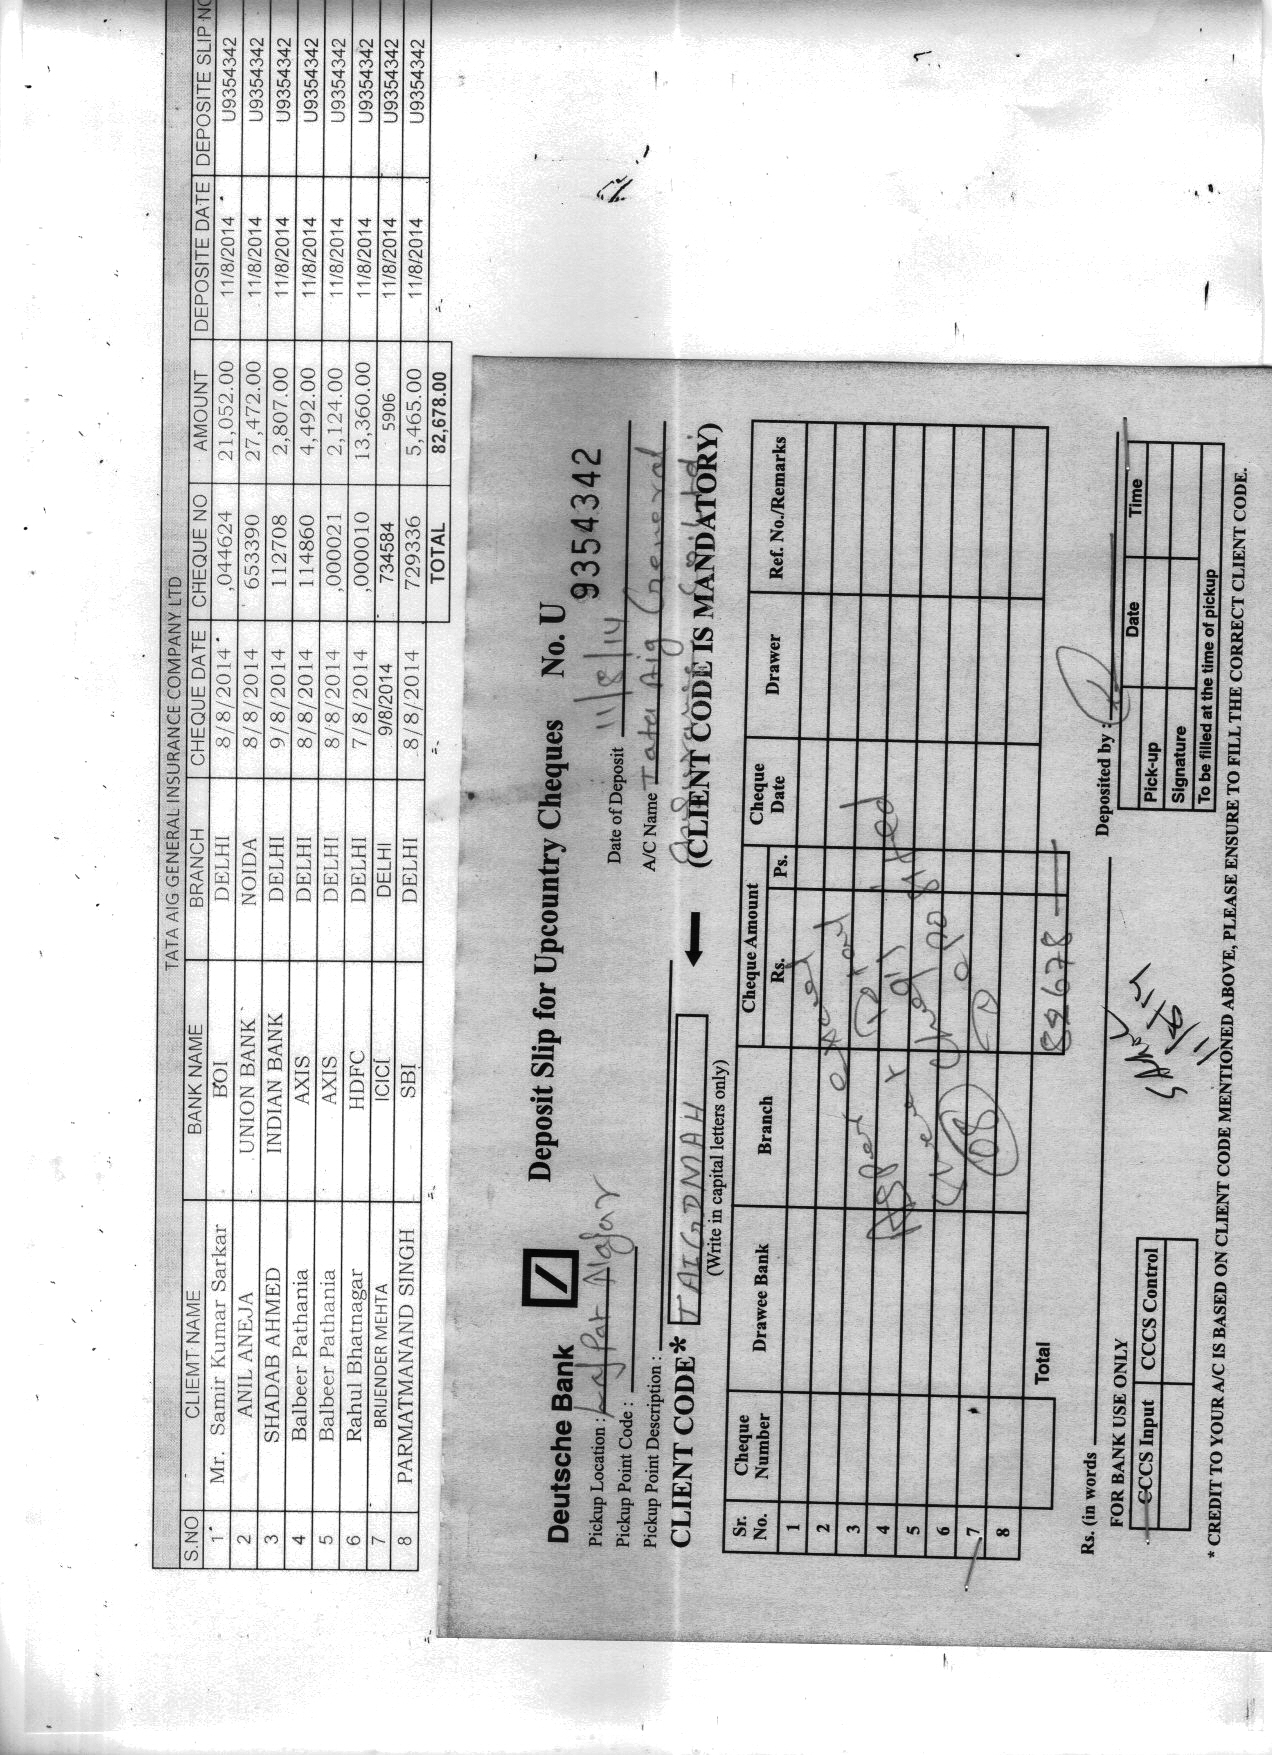 TATA AIG GENERAL INSURANCE COMPANY LTD
S.NO CLIEMT NAME BANK NAME BRANCH CHEQUE DATE CHEQUE NO AMOUNT DEPOSITE DATE DEPOSITE SLIP NO
1 Mr. Samir Kumar Sarkar BOI DELHI 8/8/2014 ,044624 21,052.00 11/8/2014 U9354342
2 ANIL ANEJA UNION BANK NOIDA 8/8/2014 653390 27,472.00 11/8/2014 U9354342
3 SHADAB AHMED INDIAN BANK DELHI 9/8/2014 112708 2,807.00 11/8/2014 U9354342
4 Balbeer Pathania AXIS DELHI 8/8/2014 114860 4,492.00 11/8/2014 U9354342
5 Balbeer Pathania AXIS DELHI 8/8/2014 ,000021 2,124.00 11/8/2014 U9354342
6 Rahul Bhatnagar HDFC DELHI 7/8/2014 ,000010 13,360.00 11/8/2014 U9354342
7 BRIJENDER MEHTA ICICI DELHI 9/8/2014 734584 5906 11/8/2014 U9354342
8 PARMATMANAND SINGH SBI DELHI 8/8/2014 729336 5,465.00 11/8/2014 U9354342
TOTAL 82,678.00
Deutsche Bank Deposit Slip for Upcountry Cheques No. U 9354342
Pickup Location : Date of Deposit 11/8/14
Pickup Point Code : A/C Name Tata Aig General
Pickup Point Description :
CLIENT CODE* TAIGDMAH (CLIENT CODE IS MANDATORY)
(Write in capital letters only)
Sr. No. Cheque Number Drawee Bank Branch Cheque Amount Rs. Ps. Cheque Date Drawer Ref. No./Remarks
1
2
3
4
5
6
7
8
08
Total 82678
Rs. (in words Deposited by :
FOR BANK USE ONLY
CCCS Input CCCS Control
Date Time
Pick-up
Signature
To be filled at the time of pickup
* CREDIT TO YOUR A/C IS BASED ON CLIENT CODE MENTIONED ABOVE, PLEASE ENSURE TO FILL THE CORRECT CLIENT CODE.